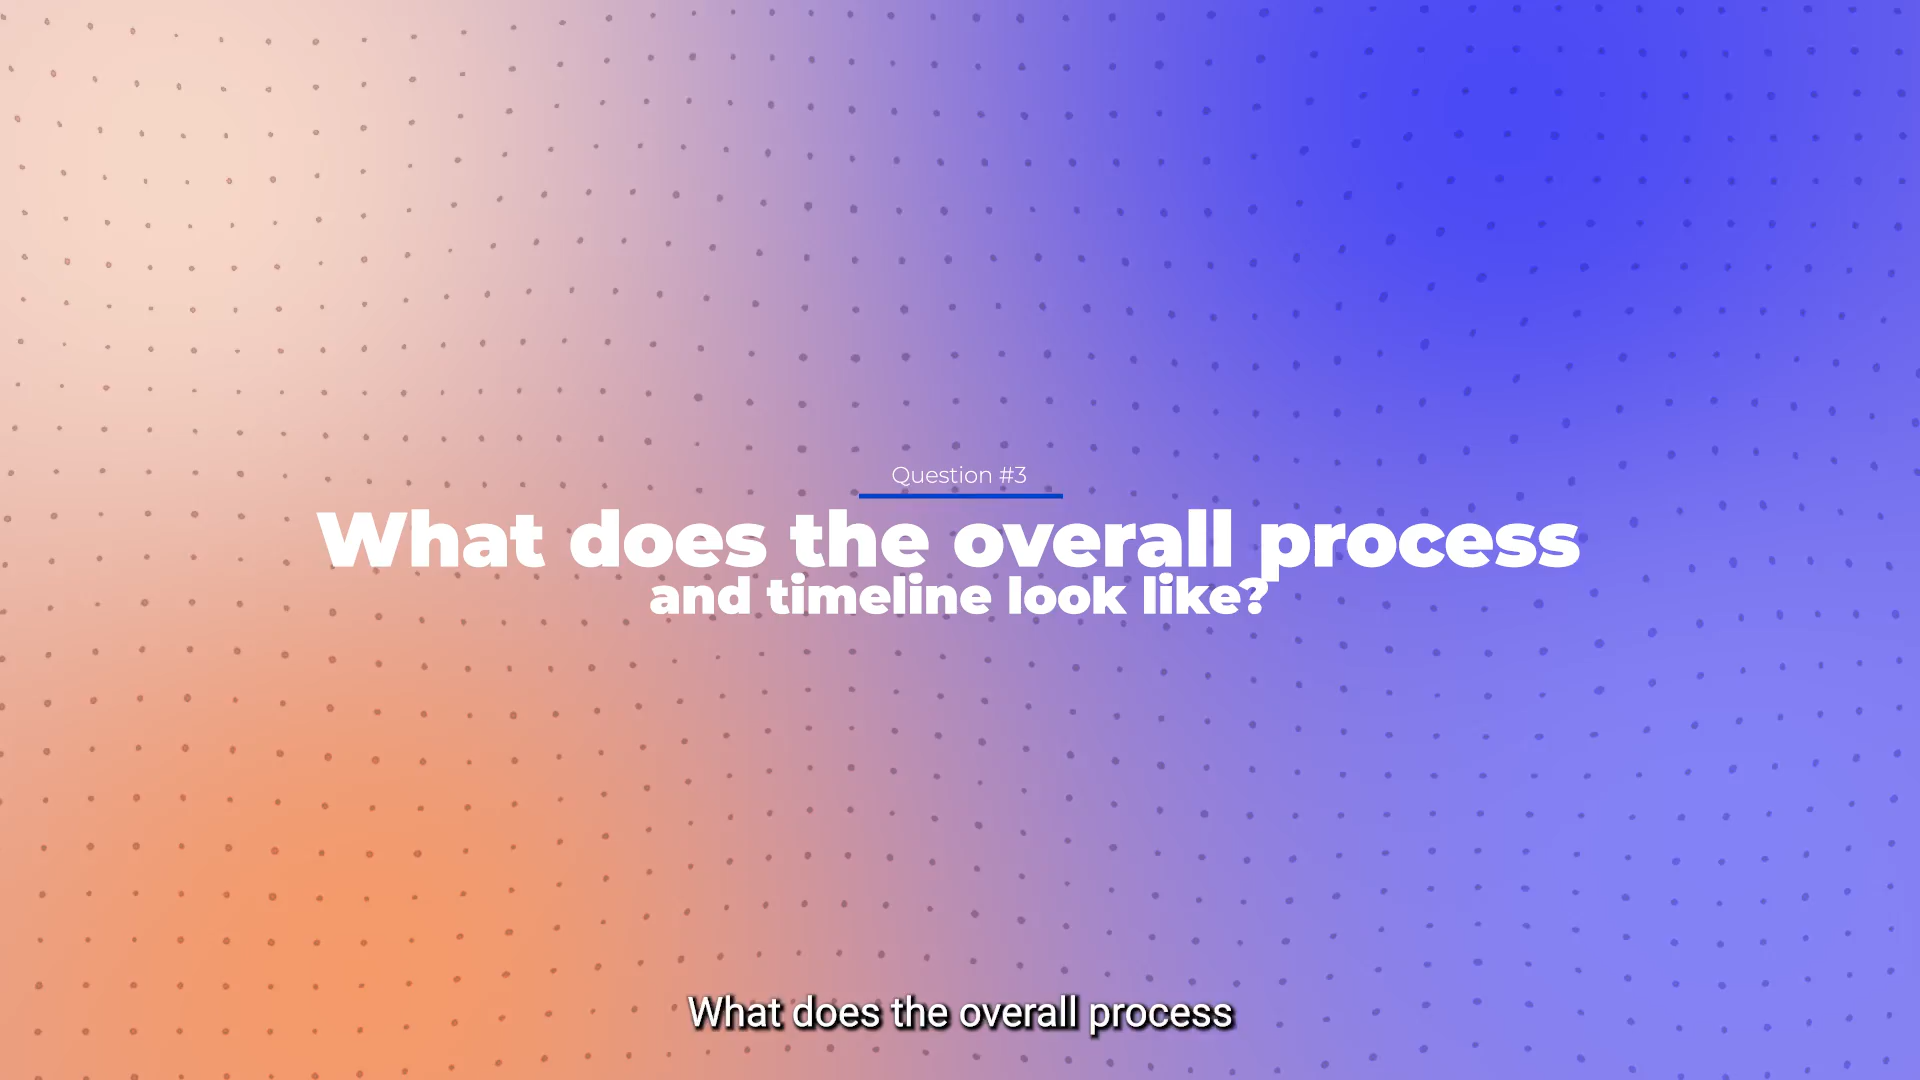 Question #3
What does the overall process
and timeline look like?
What does the overall process